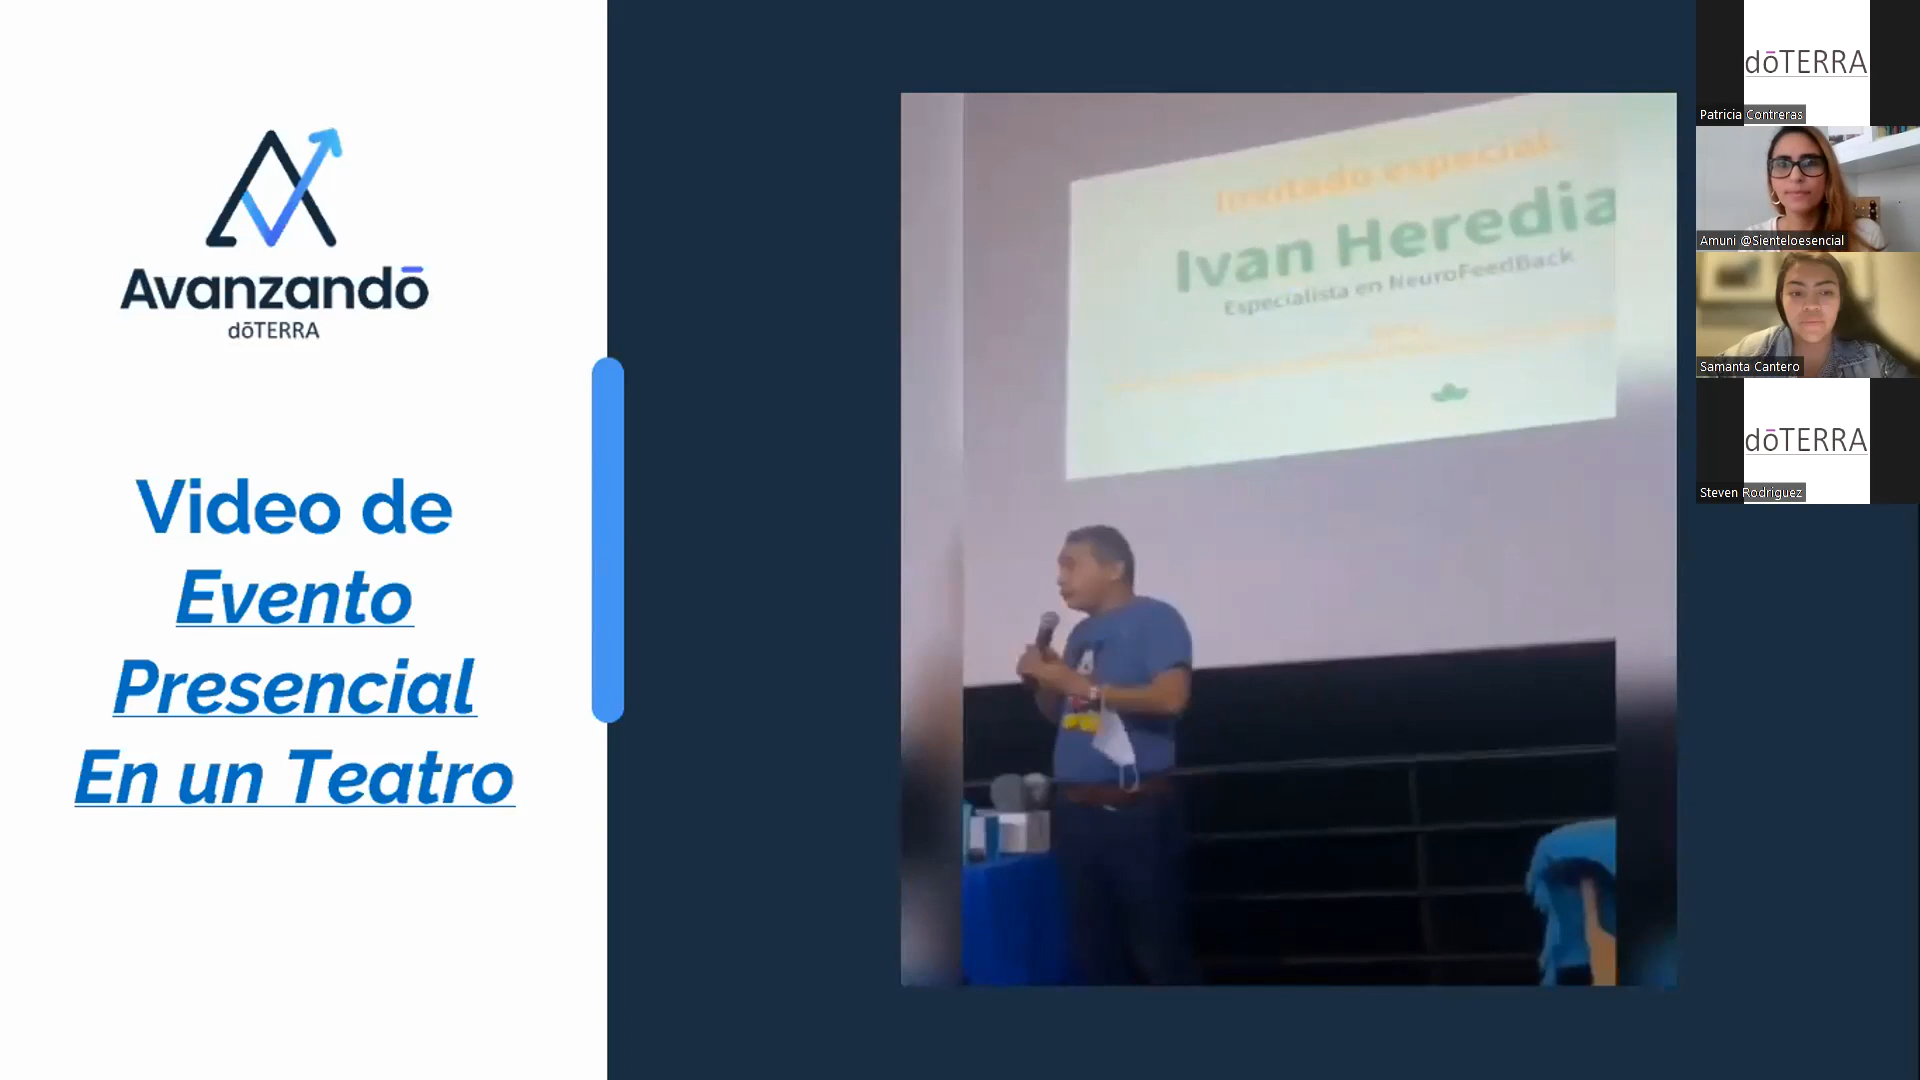 Avanzandō
dōTERRA
Video de
Evento
Presencial
En un Teatro
Invitado especial:
Ivan Heredia
Especialista en NeuroFeedBack
dōTERRA
Patricia Contreras
Amuni @Sienteloesencial
Samanta Cantero
dōTERRA
Steven Rodriguez